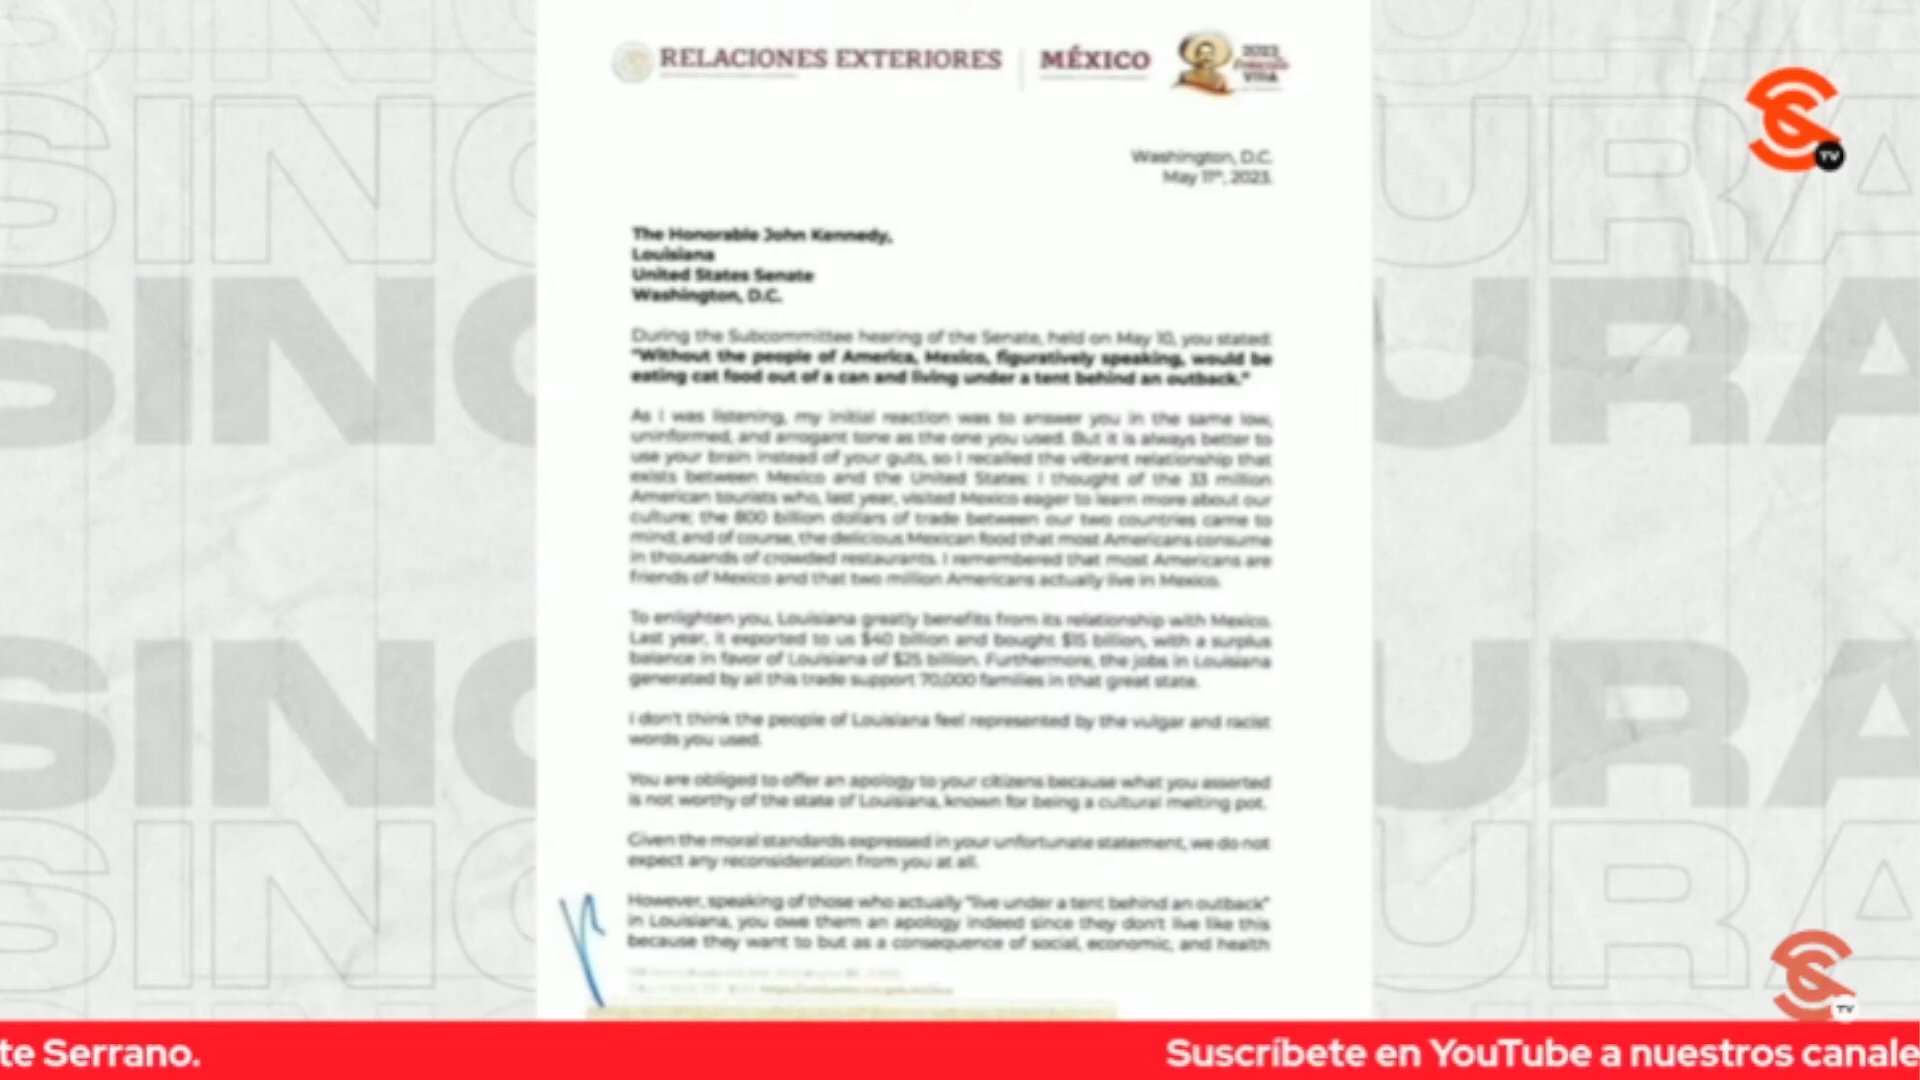 RELACIONES EXTERIORES
MÉXICO
2023
VILLA
Washington, D.C.
May 11th, 2023.
The Honorable John Kennedy,
Louisiana
United States Senate
Washington, D.C.
During the Subcommittee hearing of the Senate, held on May 10, you stated:
"Without the people of America, Mexico, figuratively speaking, would be
eating cat food out of a can and living under a tent behind an outback."
As I was listening, my initial reaction was to answer you in the same low,
uninformed, and arrogant tone as the one you used. But it is always better to
use your brain instead of your guts, so I recalled the vibrant relationship that
exists between Mexico and the United States: I thought of the 33 million
American tourists who, last year, visited Mexico eager to learn more about our
culture; the 800 billion dollars of trade between our two countries came to
mind; and of course, the delicious Mexican food that most Americans consume
in thousands of crowded restaurants. I remembered that most Americans are
friends of Mexico and that two million Americans actually live in Mexico.
To enlighten you, Louisiana greatly benefits from its relationship with Mexico.
Last year, it exported to us $40 billion and bought $15 billion, with a surplus
balance in favor of Louisiana of $25 billion. Furthermore, the jobs in Louisiana
generated by all this trade support 70,000 families in that great state.
I don't think the people of Louisiana feel represented by the vulgar and racist
words you used.
You are obliged to offer an apology to your citizens because what you asserted
is not worthy of the state of Louisiana, known for being a cultural melting pot.
Given the moral standards expressed in your unfortunate statement, we do not
expect any reconsideration from you at all.
However, speaking of those who actually "live under a tent behind an outback"
in Louisiana, you owe them an apology indeed since they don't live like this
because they want to but as a consequence of social, economic, and health
SINC
URA
SINC
URA
SINC
URA
SINC
URA
TV
TV
te Serrano.
Suscríbete en YouTube a nuestros canale